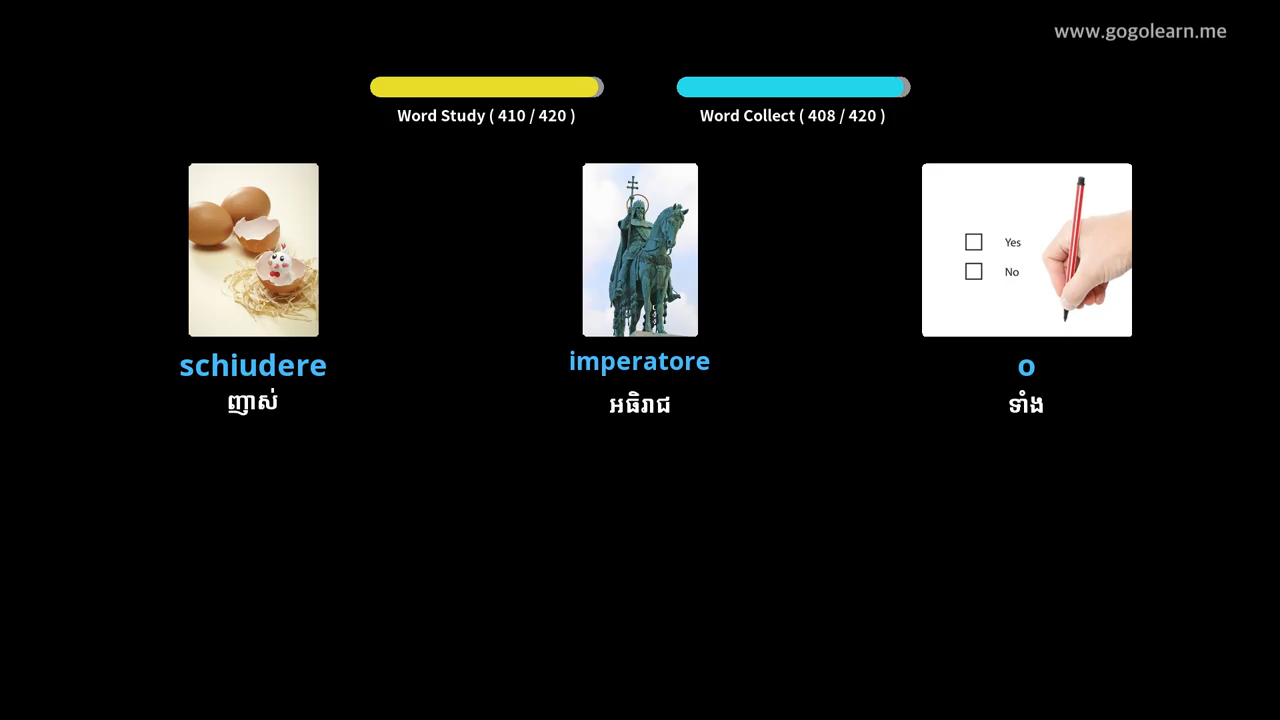 www.gogolearn.me
Word Study ( 410 / 420 )
Word Collect ( 408 / 420 )
Yes
No
schiudere
imperatore
o
ញាស់
អធិរាជ
ទាំង